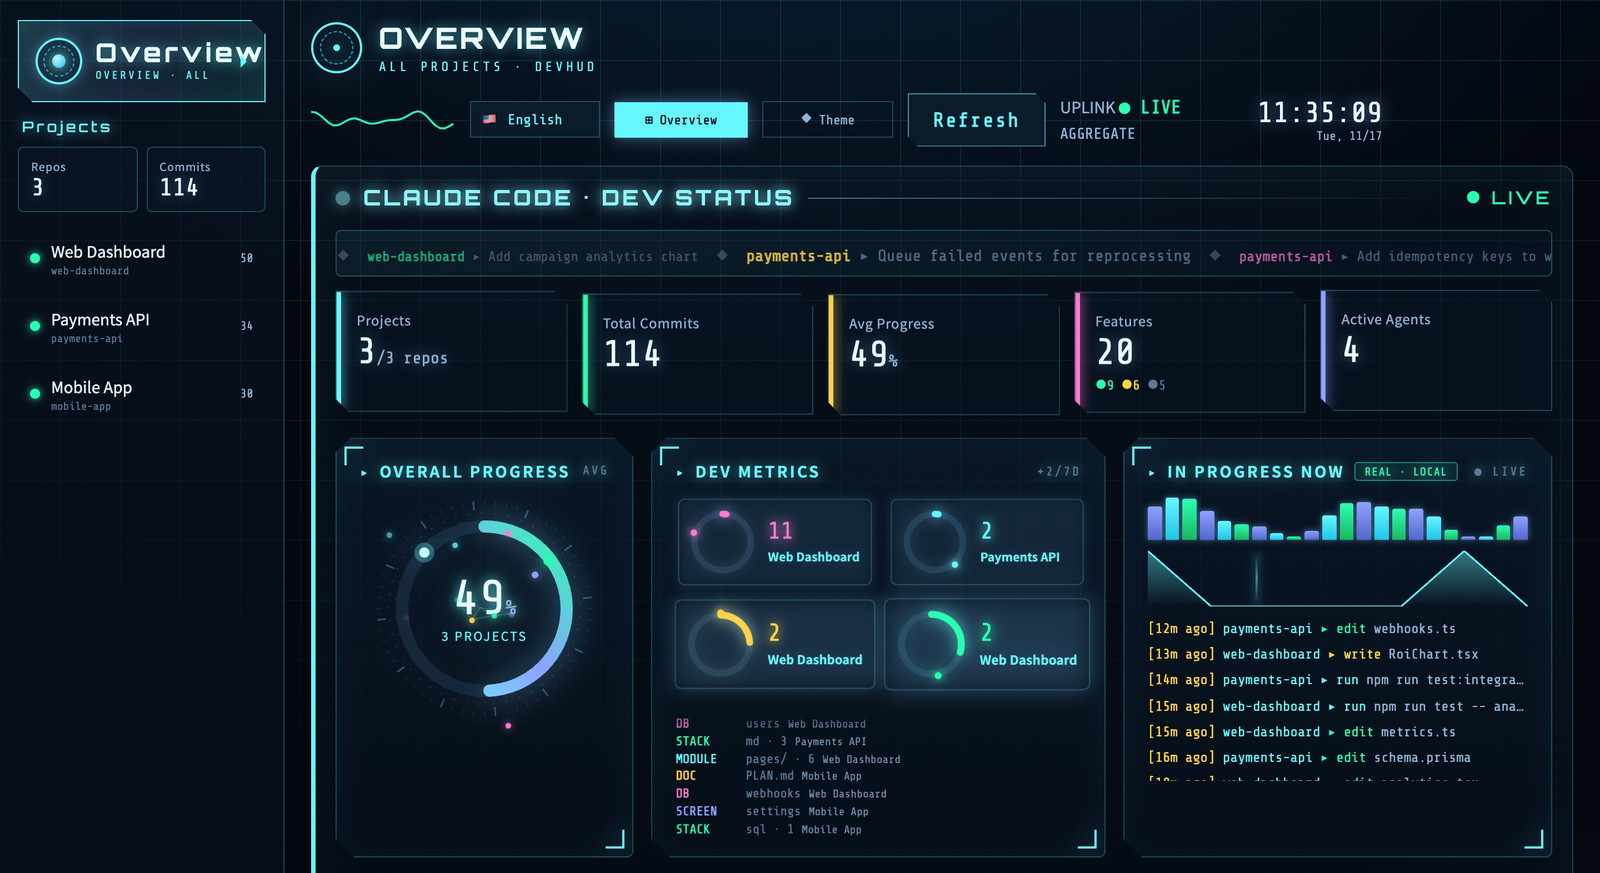 Overview
OVERVIEW · ALL
Projects
Repos
3
Commits
114
Web Dashboard
web-dashboard
50
Payments API
payments-api
34
Mobile App
mobile-app
30
OVERVIEW
ALL PROJECTS · DEVHUD
English
⊞ Overview
◆ Theme
Refresh
UPLINK ● LIVE
AGGREGATE
11:35:09
Tue, 11/17
CLAUDE CODE · DEV STATUS
LIVE
◆ web-dashboard ▸ Add campaign analytics chart ◆ payments-api ▸ Queue failed events for reprocessing ◆ payments-api ▸ Add idempotency keys to w
Projects
3/3 repos
Total Commits
114
Avg Progress
49%
Features
20
●9 ●6 ●5
Active Agents
4
▸ OVERALL PROGRESS AVG
49%
3 PROJECTS
▸ DEV METRICS +2/7D
11
Web Dashboard
2
Payments API
2
Web Dashboard
2
Web Dashboard
DB users Web Dashboard
STACK md · 3 Payments API
MODULE pages/ · 6 Web Dashboard
DOC PLAN.md Mobile App
DB webhooks Web Dashboard
SCREEN settings Mobile App
STACK sql · 1 Mobile App
▸ IN PROGRESS NOW REAL · LOCAL ● LIVE
[12m ago] payments-api ▸ edit webhooks.ts
[13m ago] web-dashboard ▸ write RoiChart.tsx
[14m ago] payments-api ▸ run npm run test:integra…
[15m ago] web-dashboard ▸ run npm run test -- ana…
[15m ago] web-dashboard ▸ edit metrics.ts
[16m ago] payments-api ▸ edit schema.prisma